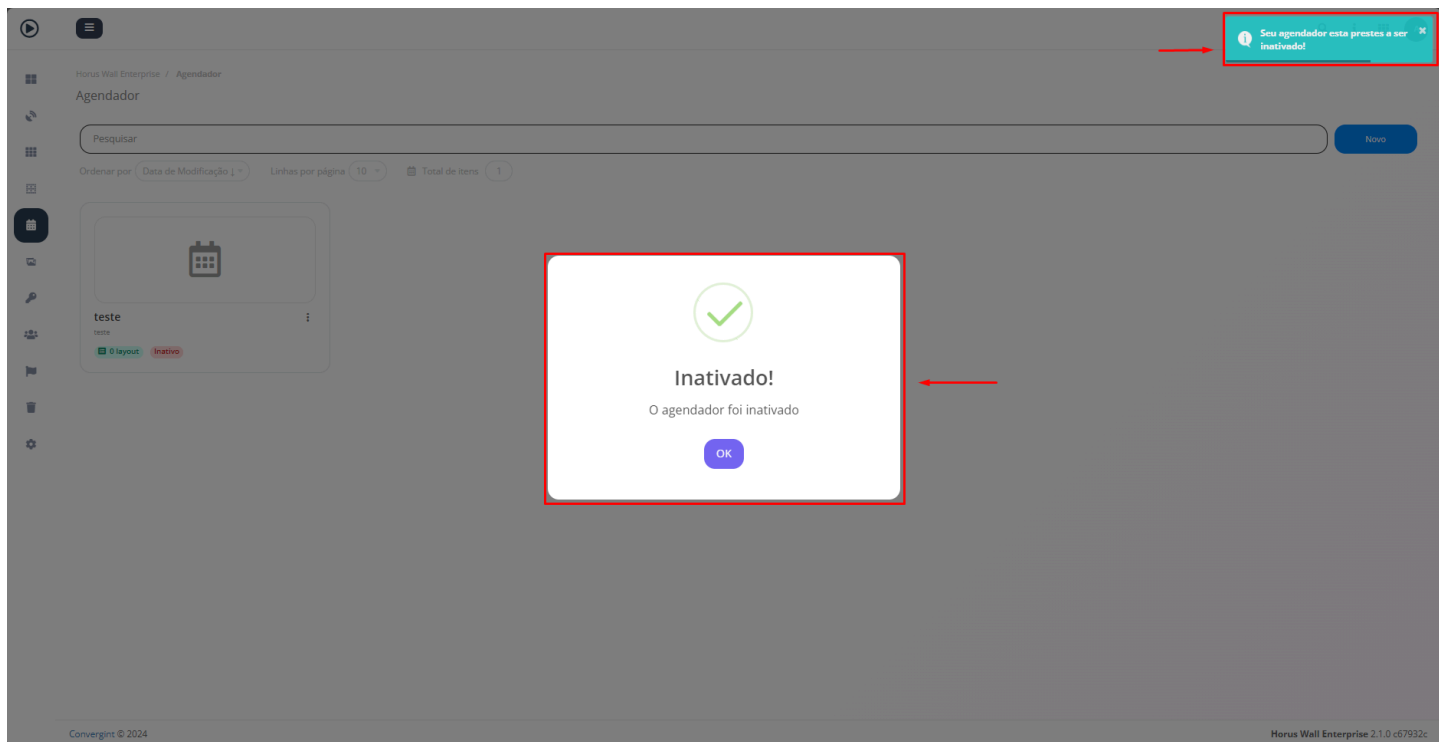 Seu agendador esta prestes a ser
inativado!
Horus Wall Enterprise / Agendador
Agendador
Pesquisar
Novo
Ordenar por Data de Modificação ↓ Linhas por página 10 Total de itens 1
teste
teste
0 layout Inativo
Inativado!
O agendador foi inativado
OK
Convergint © 2024
Horus Wall Enterprise 2.1.0 c67932c